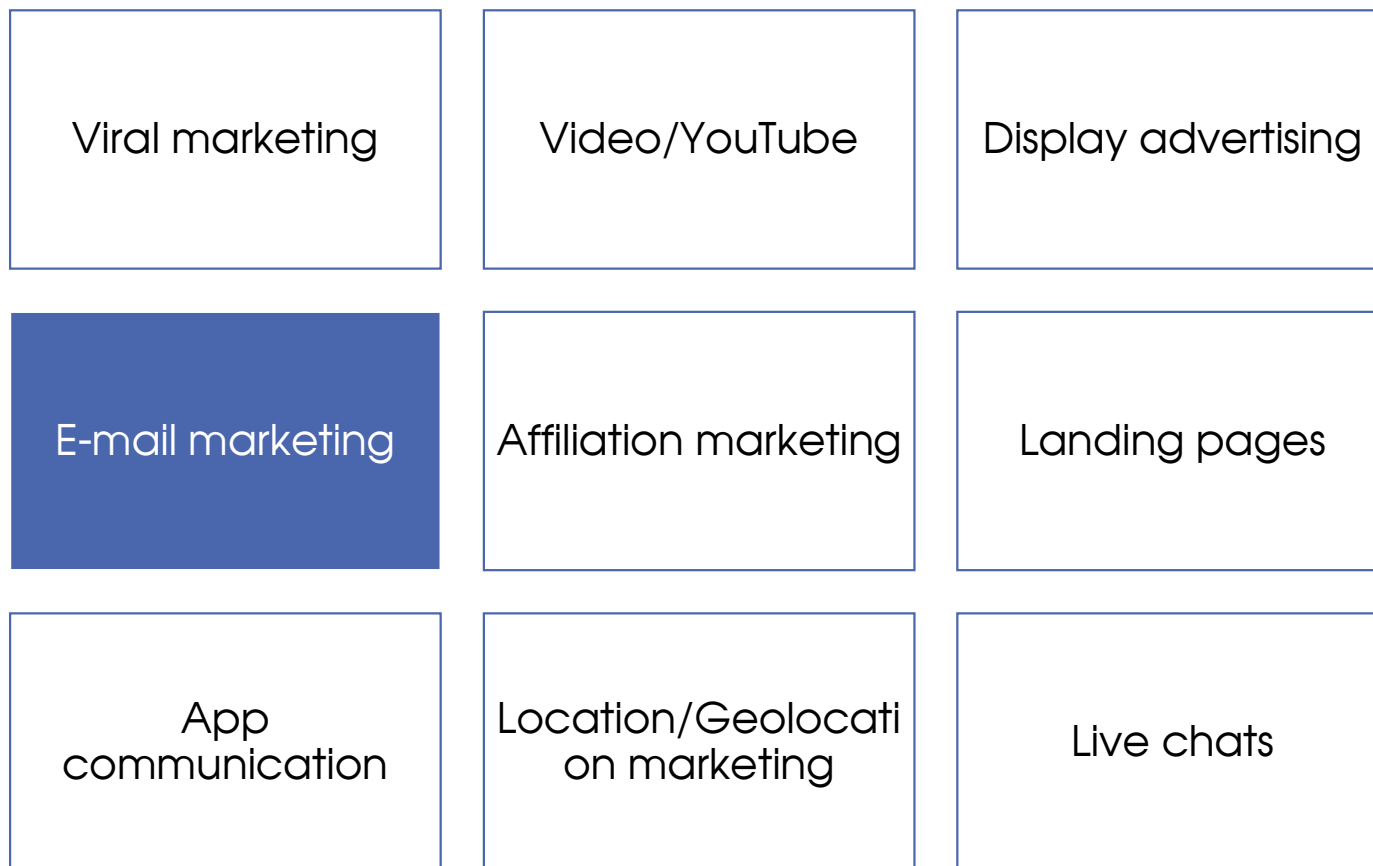 Viral marketing
Video/YouTube
Display advertising
E-mail marketing
Affiliation marketing
Landing pages
App
communication
Location/Geolocati
on marketing
Live chats